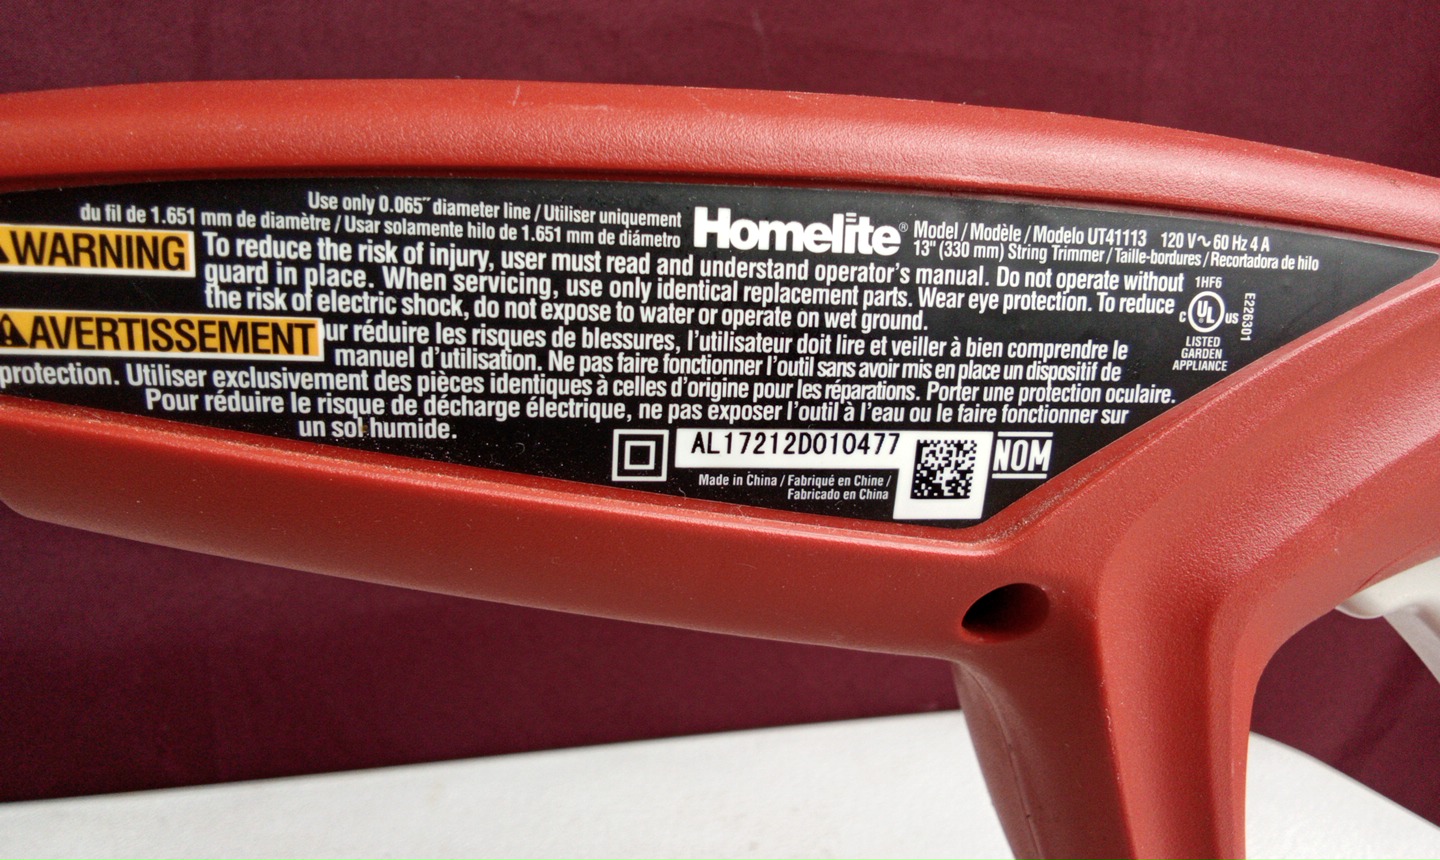 Use only 0.065″ diameter line / Utiliser uniquement
du fil de 1.651 mm de diamètre / Usar solamente hilo de 1.651 mm de diámetro
Homelite®
Model / Modèle / Modelo UT41113 120 V~ 60 Hz 4 A
13" (330 mm) String Trimmer / Taille-bordures / Recortadora de hilo
WARNING
To reduce the risk of injury, user must read and understand operator's manual. Do not operate without
guard in place. When servicing, use only identical replacement parts. Wear eye protection. To reduce
the risk of electric shock, do not expose to water or operate on wet ground.
1HF6
c UL US
E226301
LISTED
GARDEN
APPLIANCE
AVERTISSEMENT
ur réduire les risques de blessures, l'utilisateur doit lire et veiller à bien comprendre le
manuel d'utilisation. Ne pas faire fonctionner l'outil sans avoir mis en place un dispositif de
protection. Utiliser exclusivement des pièces identiques à celles d'origine pour les réparations. Porter une protection oculaire.
Pour réduire le risque de décharge électrique, ne pas exposer l'outil à l'eau ou le faire fonctionner sur
un sol humide.
AL17212D010477
NOM
Made in China / Fabriqué en Chine /
Fabricado en China